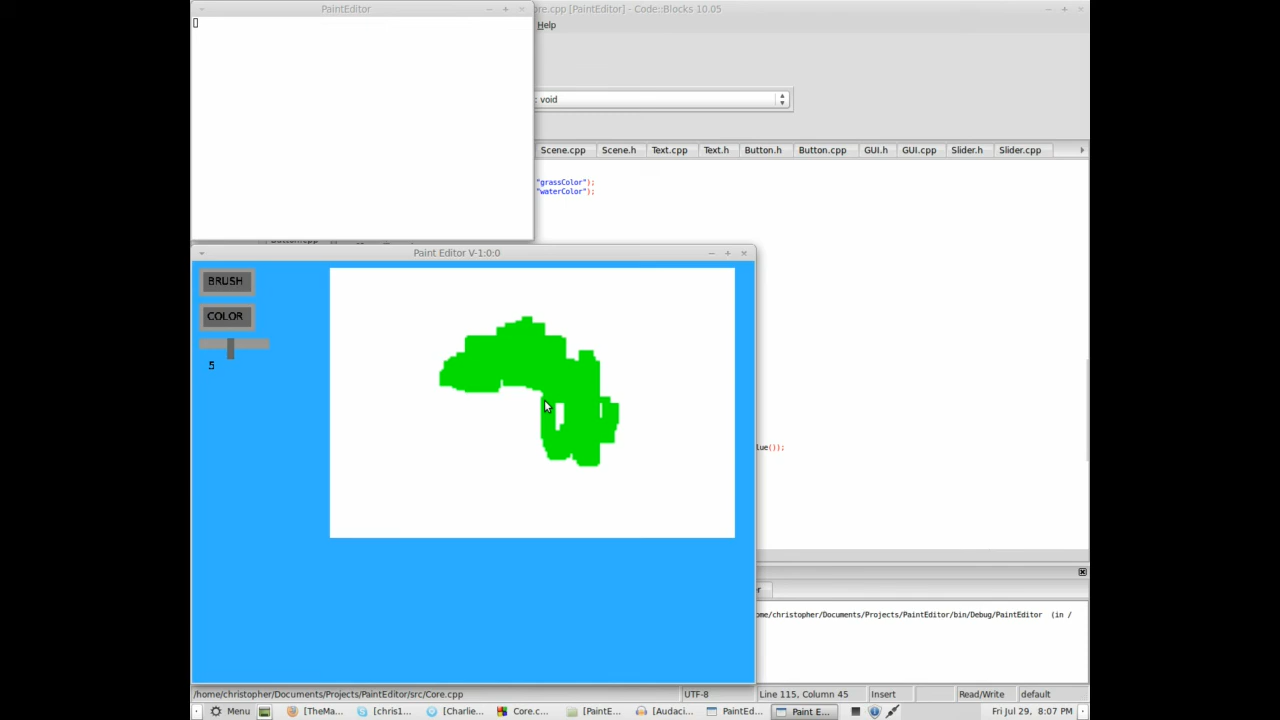 PaintEditor
ore.cpp [PaintEditor] - Code::Blocks 10.05
Help
: void
Scene.cpp Scene.h Text.cpp Text.h Button.h Button.cpp GUI.h GUI.cpp Slider.h Slider.cpp
"grassColor");
"waterColor");
Paint Editor V-1:0:0
BRUSH
COLOR
5
lue());
er
ome/christopher/Documents/Projects/PaintEditor/bin/Debug/PaintEditor (in /
/home/christopher/Documents/Projects/PaintEditor/src/Core.cpp UTF-8 Line 115, Column 45 Insert Read/Write default
Menu [TheMa... [chris1... [Charlie... Core.c... [PaintE... [Audaci... PaintEd... Paint E... Fri Jul 29, 8:07 PM